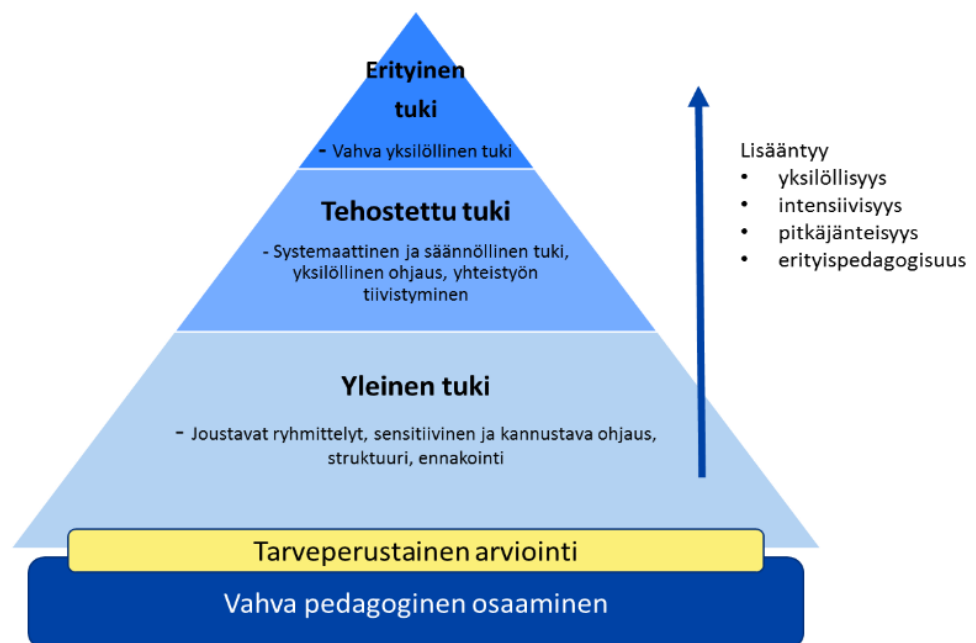 Erityinen
tuki
- Vahva yksilöllinen tuki
Tehostettu tuki
- Systemaattinen ja säännöllinen tuki,
yksilöllinen ohjaus, yhteistyön
tiivistyminen
Yleinen tuki
- Joustavat ryhmittelyt, sensitiivinen ja kannustava ohjaus,
struktuuri, ennakointi
Tarveperustainen arviointi
Vahva pedagoginen osaaminen
Lisääntyy
• yksilöllisyys
• intensiivisyys
• pitkäjänteisyys
• erityispedagogisuus